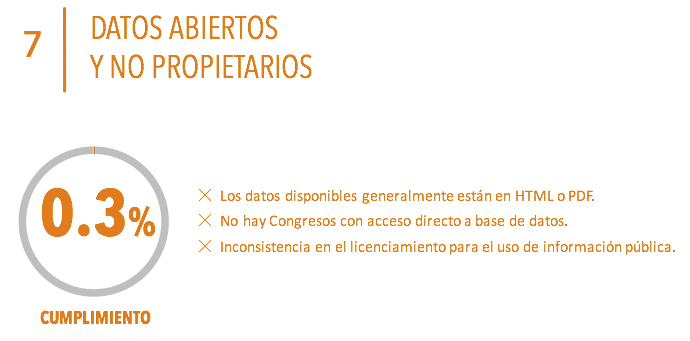 7
DATOS ABIERTOS
Y NO PROPIETARIOS
0.3%
CUMPLIMIENTO
Los datos disponibles generalmente están en HTML o PDF.
No hay Congresos con acceso directo a base de datos.
Inconsistencia en el licenciamiento para el uso de información pública.